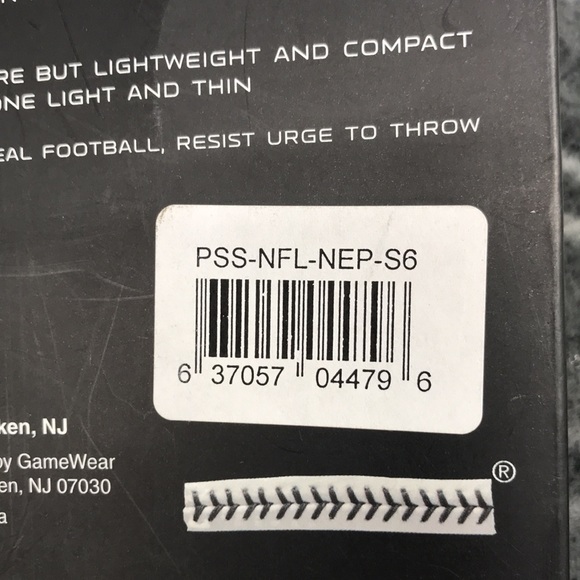 RE BUT LIGHTWEIGHT AND COMPACT
ONE LIGHT AND THIN
EAL FOOTBALL, RESIST URGE TO THROW
PSS-NFL-NEP-S6
6 37057 04479 6
ken, NJ
by GameWear
en, NJ 07030
a
®